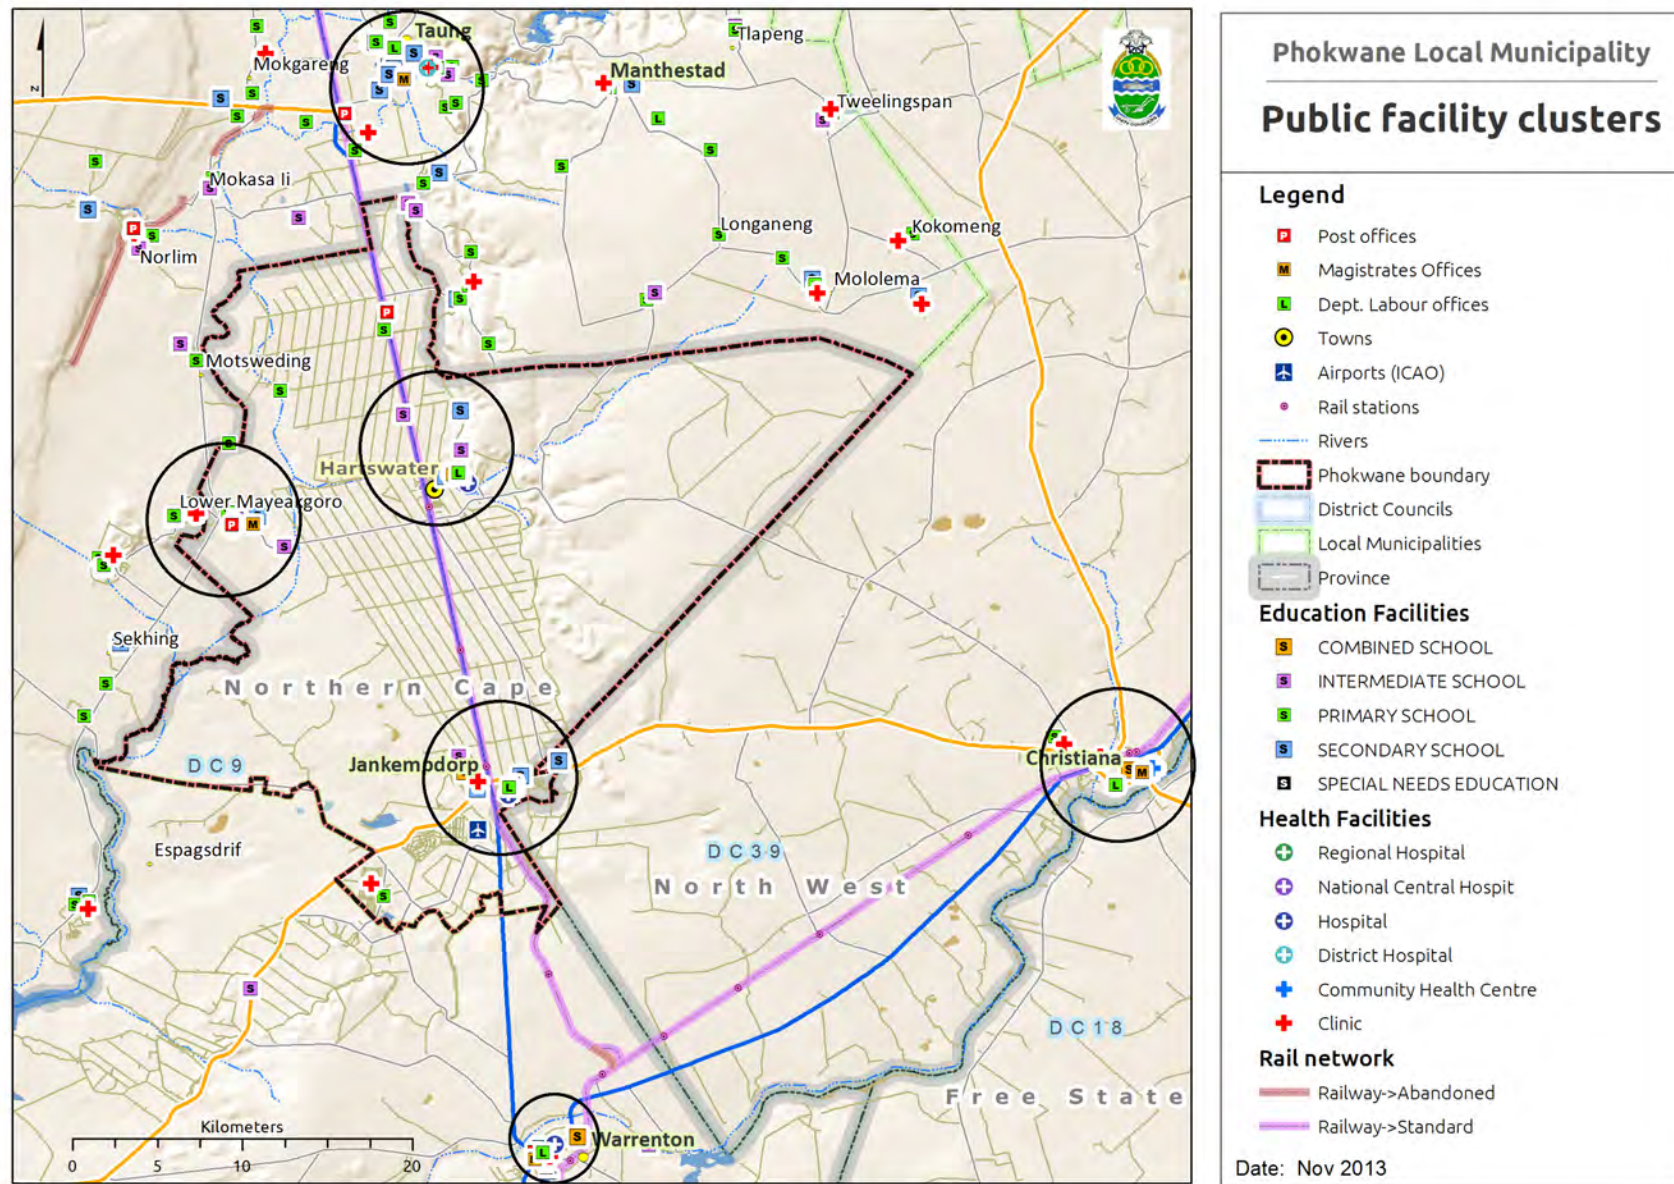 Taung
Mokgareng
Tlapeng
Manthestad
Tweelingspan
Mokasa Ii
Norlim
Longaneng
Kokomeng
Mololema
Motsweding
Hartswater
Lower Mayeakgoro
Sekhing
Northern Cape
DC9
Jankempdorp
Christiana
Espagsdrif
DC39
North West
DC18
Free State
Warrenton
Kilometers
0 5 10 20
N
Phokwane Local Municipality
Public facility clusters
Legend
P Post offices
M Magistrates Offices
L Dept. Labour offices
Towns
Airports (ICAO)
Rail stations
Rivers
Phokwane boundary
District Councils
Local Municipalities
Province
Education Facilities
S COMBINED SCHOOL
S INTERMEDIATE SCHOOL
S PRIMARY SCHOOL
S SECONDARY SCHOOL
S SPECIAL NEEDS EDUCATION
Health Facilities
Regional Hospital
National Central Hospit
Hospital
District Hospital
Community Health Centre
Clinic
Rail network
Railway->Abandoned
Railway->Standard
Date: Nov 2013